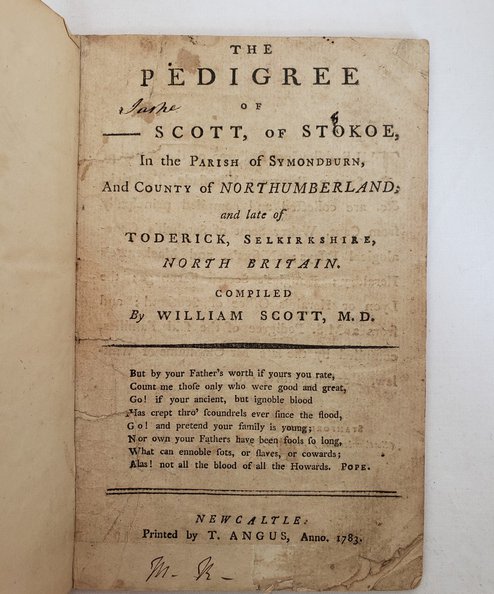 THE
PEDIGREE
OF
—— SCOTT, OF STOKOE,
In the PARISH of SYMONDBURN,
And COUNTY of NORTHUMBERLAND;
and late of
TODERICK, SELKIRKSHIRE,
NORTH BRITAIN.
COMPILED
By WILLIAM SCOTT, M.D.
But by your Father's worth if yours you rate,
Count me thoſe only who were good and great,
Go! if your ancient, but ignoble blood
Has crept thro' ſcoundrels ever ſince the flood,
Go! and pretend your family is young;
Nor own your Fathers have been fools ſo long,
What can ennoble ſots, or ſlaves, or cowards;
Alas! not all the blood of all the Howards. POPE.
NEWCALTLE:
Printed by T. ANGUS, Anno. 1783.
M. K.